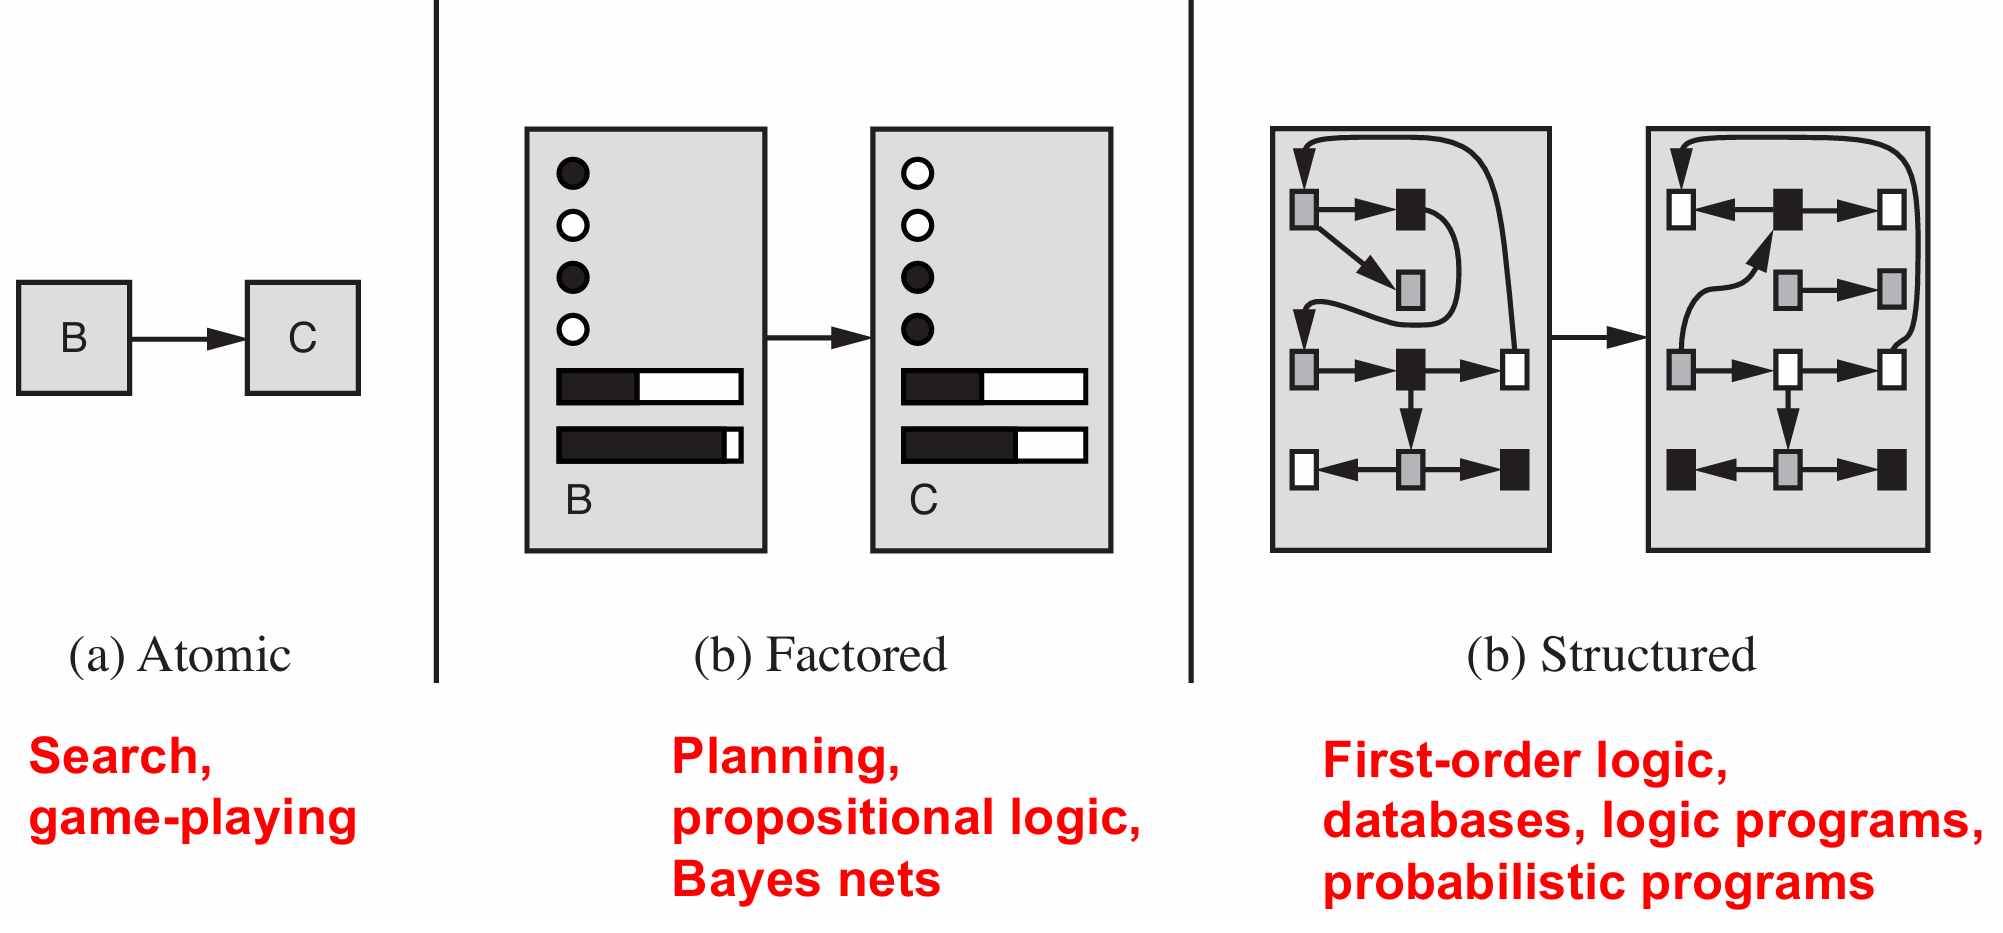 B
C
B
C
(a) Atomic
(b) Factored
(b) Structured
Search,
game-playing
Planning,
propositional logic,
Bayes nets
First-order logic,
databases, logic programs,
probabilistic programs